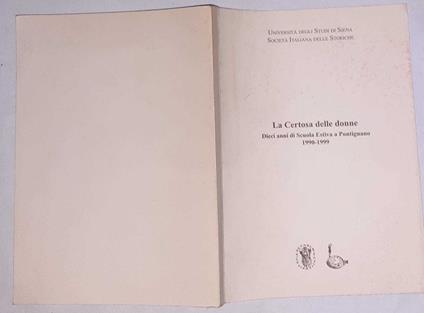 UNIVERSITÀ DEGLI STUDI DI SIENA
SOCIETÀ ITALIANA DELLE STORICHE
La Certosa delle donne
Dieci anni di Scuola Estiva a Pontignano
1990-1999